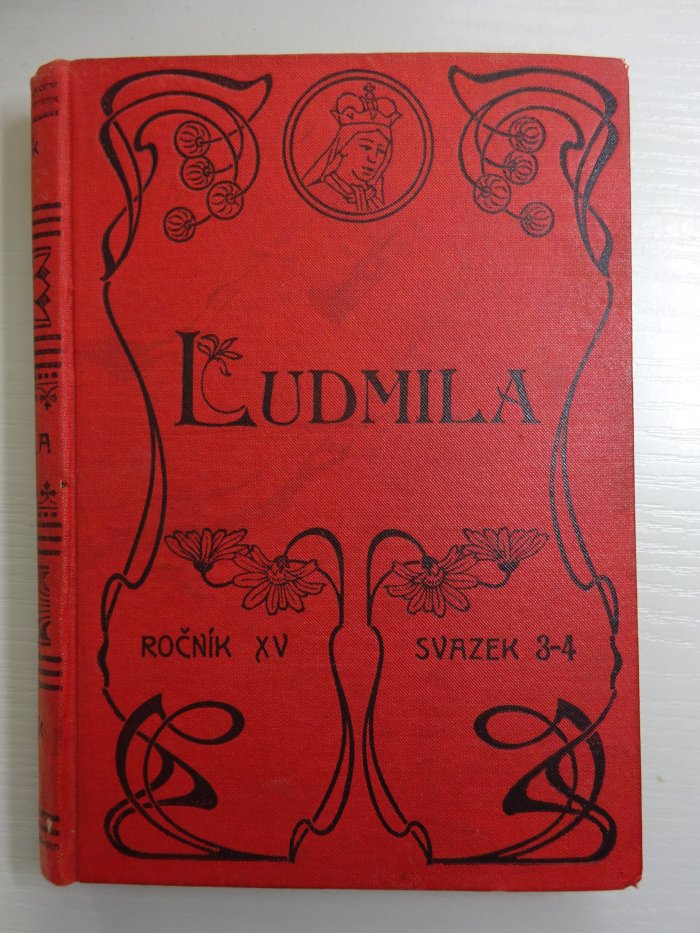 LUDMILA
ROČNÍK XV
SVAZEK 3-4